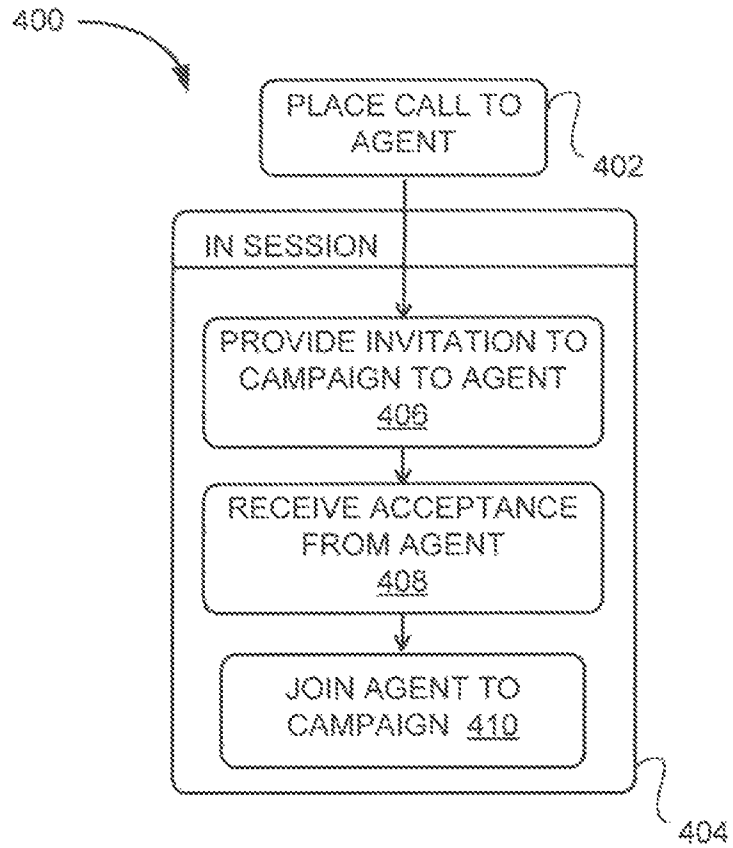 400
PLACE CALL TO
AGENT
402
IN SESSION
PROVIDE INVITATION TO
CAMPAIGN TO AGENT
406
RECEIVE ACCEPTANCE
FROM AGENT
408
JOIN AGENT TO
CAMPAIGN 410
404